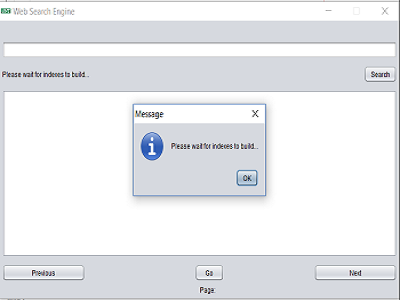 Web Search Engine
Please wait for indexes to build...
Search
Message
Please wait for indexes to build...
OK
Previous
Go
Next
Page: